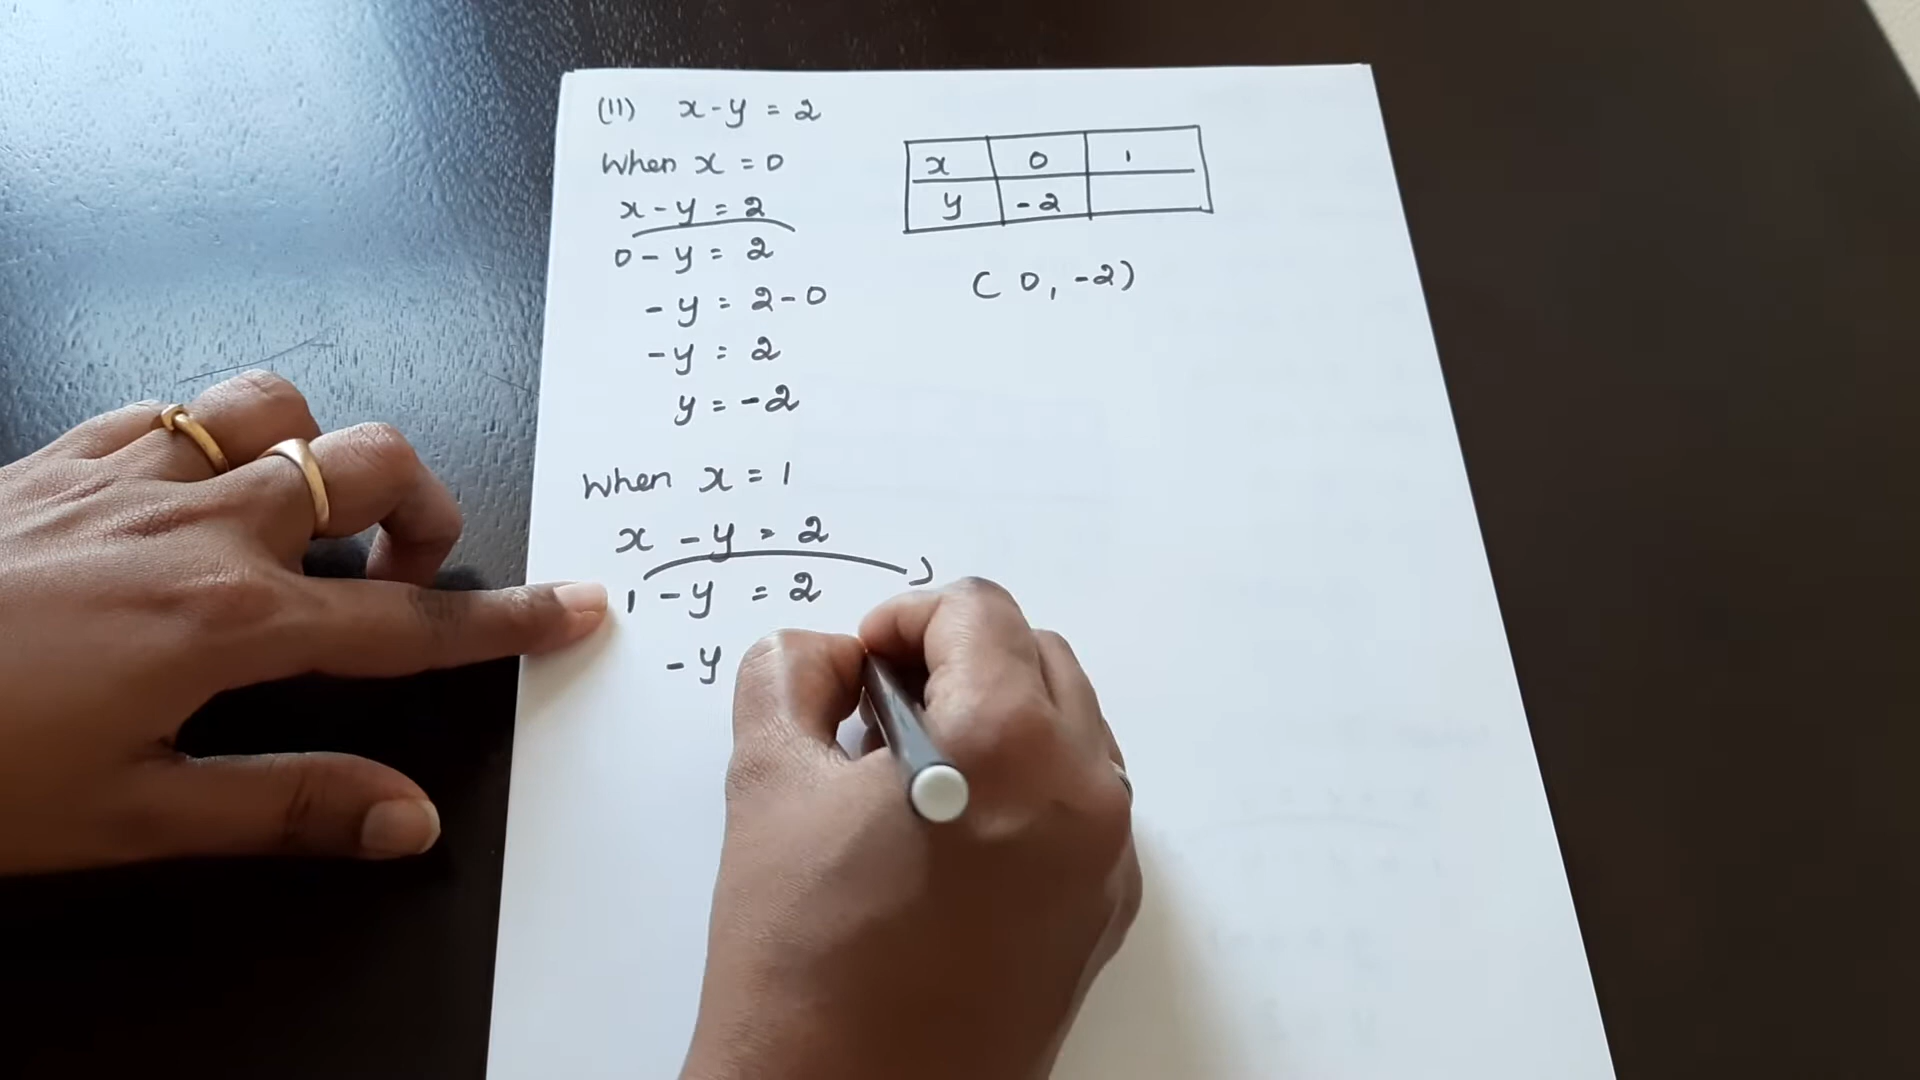 (11) x-y = 2
When x = 0
x - y = 2
0 - y = 2
- y = 2 - 0
- y = 2
y = -2
x 0 1
y -2
( 0, -2)
When x = 1
x - y = 2
1 - y = 2
- y